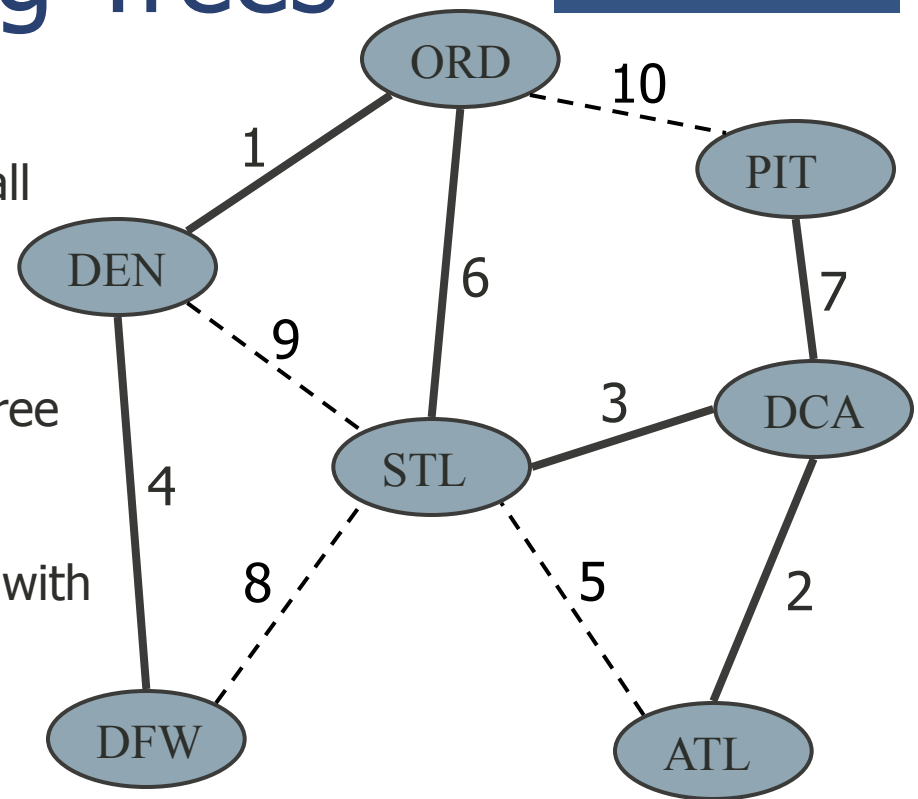 g Trees
ORD
10
1
PIT
all
DEN
6
7
9
ree
3
DCA
STL
4
with
8
5
2
DFW
ATL